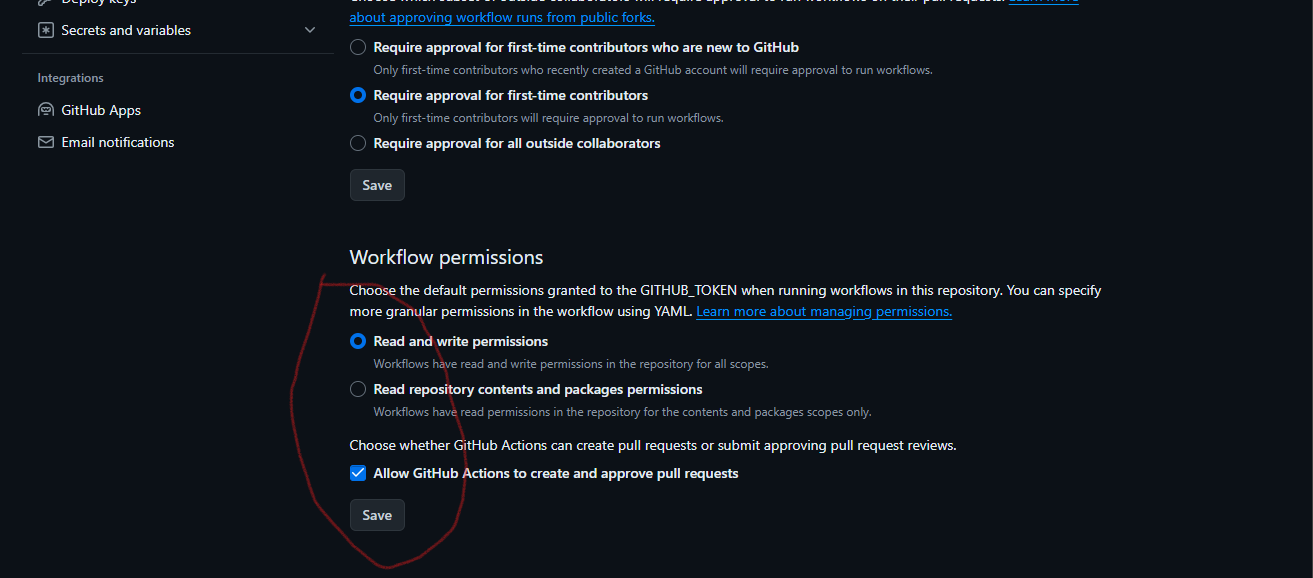 Deploy keys
about approving workflow runs from public forks.
Secrets and variables
Require approval for first-time contributors who are new to GitHub
Only first-time contributors who recently created a GitHub account will require approval to run workflows.
Integrations
Require approval for first-time contributors
GitHub Apps
Only first-time contributors will require approval to run workflows.
Email notifications
Require approval for all outside collaborators
Save
Workflow permissions
Choose the default permissions granted to the GITHUB_TOKEN when running workflows in this repository. You can specify
more granular permissions in the workflow using YAML. Learn more about managing permissions.
Read and write permissions
Workflows have read and write permissions in the repository for all scopes.
Read repository contents and packages permissions
Workflows have read permissions in the repository for the contents and packages scopes only.
Choose whether GitHub Actions can create pull requests or submit approving pull request reviews.
Allow GitHub Actions to create and approve pull requests
Save